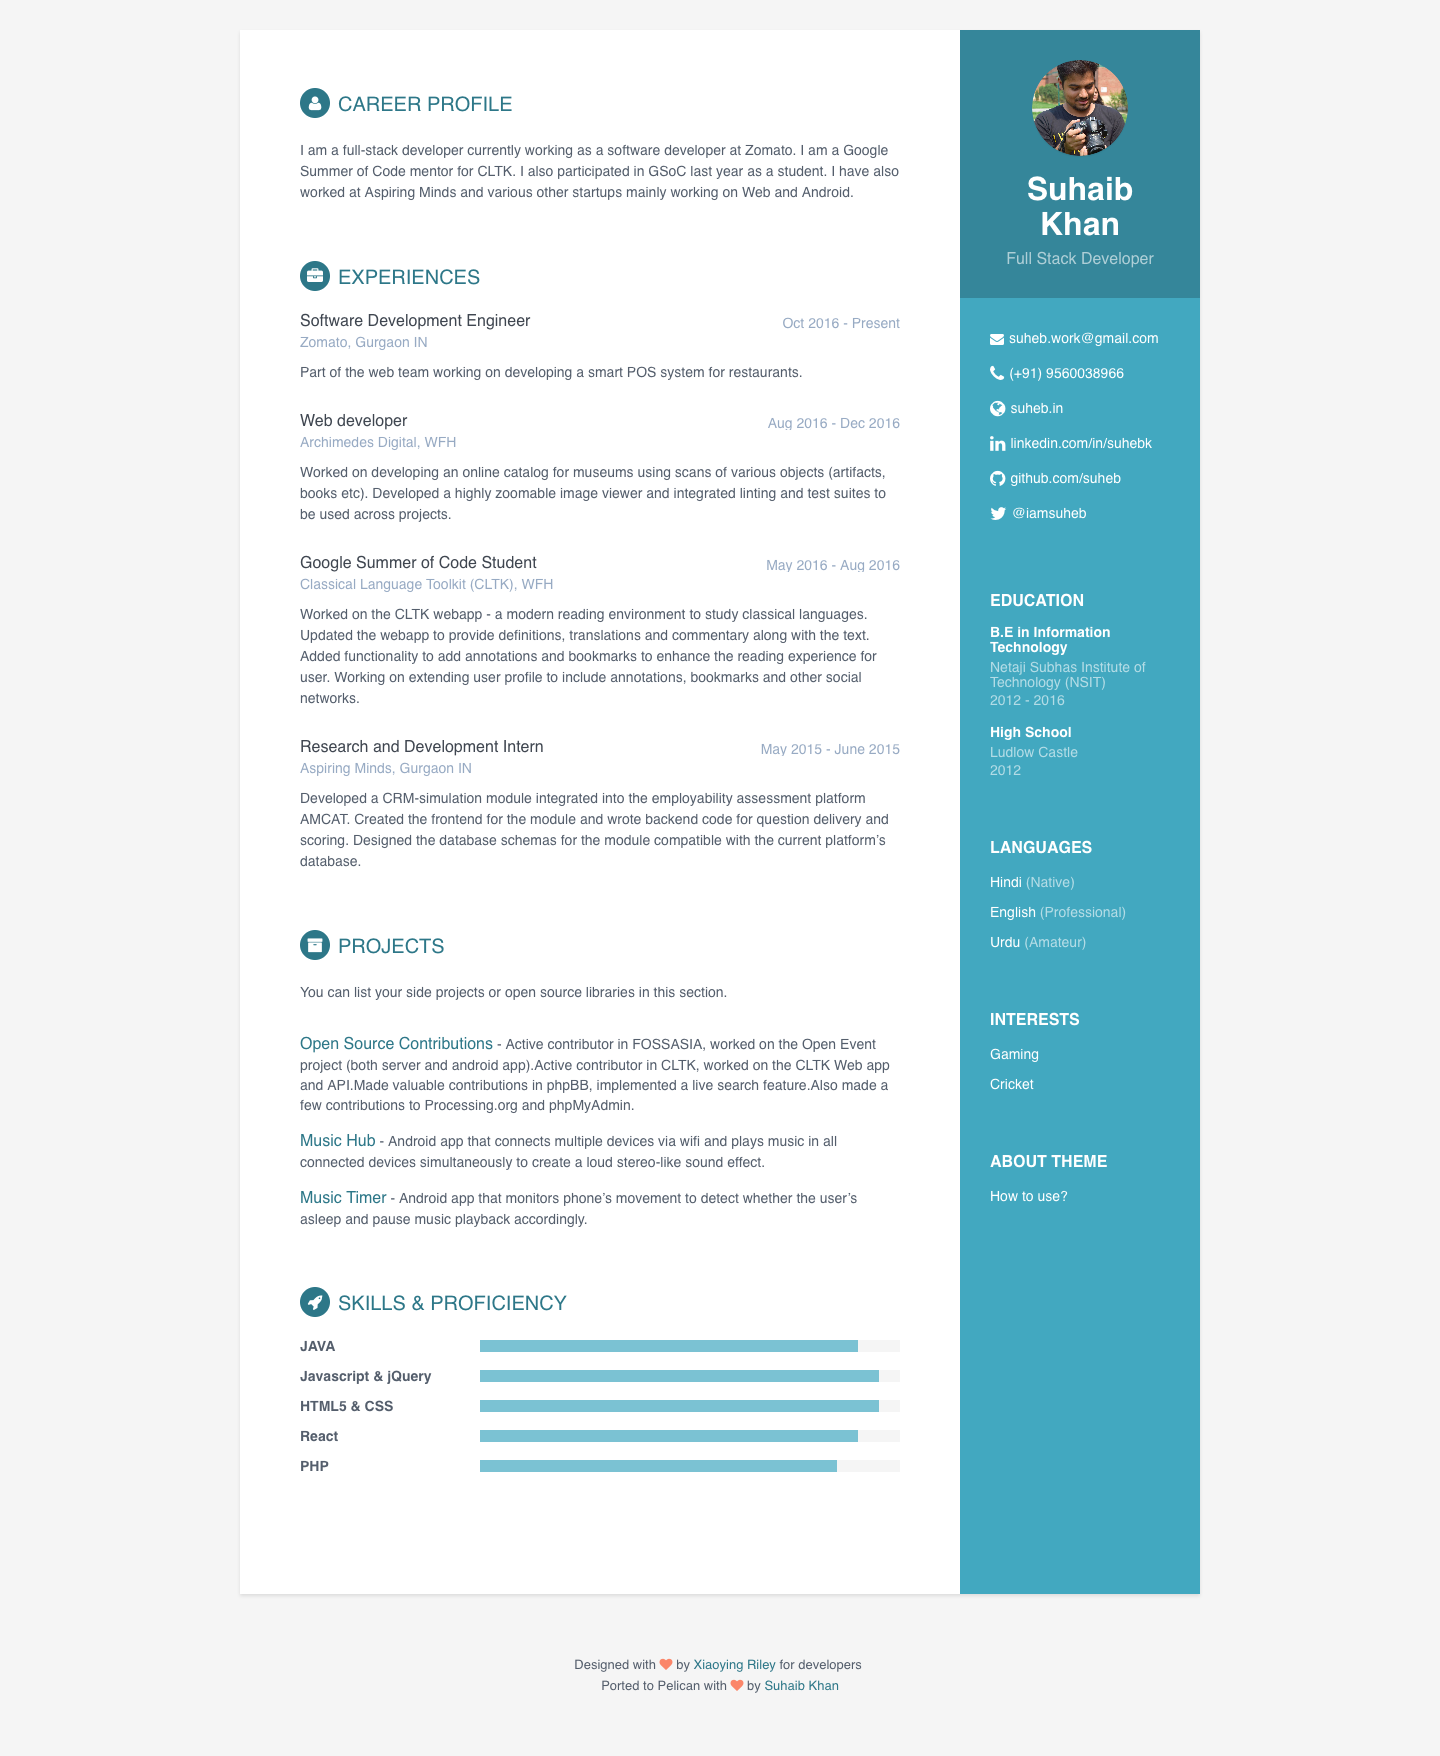 CAREER PROFILE
I am a full-stack developer currently working as a software developer at Zomato. I am a Google
Summer of Code mentor for CLTK. I also participated in GSoC last year as a student. I have also
worked at Aspiring Minds and various other startups mainly working on Web and Android.
EXPERIENCES
Software Development Engineer
Oct 2016 - Present
Zomato, Gurgaon IN
Part of the web team working on developing a smart POS system for restaurants.
Web developer
Aug 2016 - Dec 2016
Archimedes Digital, WFH
Worked on developing an online catalog for museums using scans of various objects (artifacts,
books etc). Developed a highly zoomable image viewer and integrated linting and test suites to
be used across projects.
Google Summer of Code Student
May 2016 - Aug 2016
Classical Language Toolkit (CLTK), WFH
Worked on the CLTK webapp - a modern reading environment to study classical languages.
Updated the webapp to provide definitions, translations and commentary along with the text.
Added functionality to add annotations and bookmarks to enhance the reading experience for
user. Working on extending user profile to include annotations, bookmarks and other social
networks.
Research and Development Intern
May 2015 - June 2015
Aspiring Minds, Gurgaon IN
Developed a CRM-simulation module integrated into the employability assessment platform
AMCAT. Created the frontend for the module and wrote backend code for question delivery and
scoring. Designed the database schemas for the module compatible with the current platform’s
database.
PROJECTS
You can list your side projects or open source libraries in this section.
Open Source Contributions - Active contributor in FOSSASIA, worked on the Open Event
project (both server and android app).Active contributor in CLTK, worked on the CLTK Web app
and API.Made valuable contributions in phpBB, implemented a live search feature.Also made a
few contributions to Processing.org and phpMyAdmin.
Music Hub - Android app that connects multiple devices via wifi and plays music in all
connected devices simultaneously to create a loud stereo-like sound effect.
Music Timer - Android app that monitors phone’s movement to detect whether the user’s
asleep and pause music playback accordingly.
SKILLS & PROFICIENCY
JAVA
Javascript & jQuery
HTML5 & CSS
React
PHP
Suhaib
Khan
Full Stack Developer
suheb.work@gmail.com
(+91) 9560038966
suheb.in
linkedin.com/in/suhebk
github.com/suheb
@iamsuheb
EDUCATION
B.E in Information
Technology
Netaji Subhas Institute of
Technology (NSIT)
2012 - 2016
High School
Ludlow Castle
2012
LANGUAGES
Hindi (Native)
English (Professional)
Urdu (Amateur)
INTERESTS
Gaming
Cricket
ABOUT THEME
How to use?
Designed with by Xiaoying Riley for developers
Ported to Pelican with by Suhaib Khan